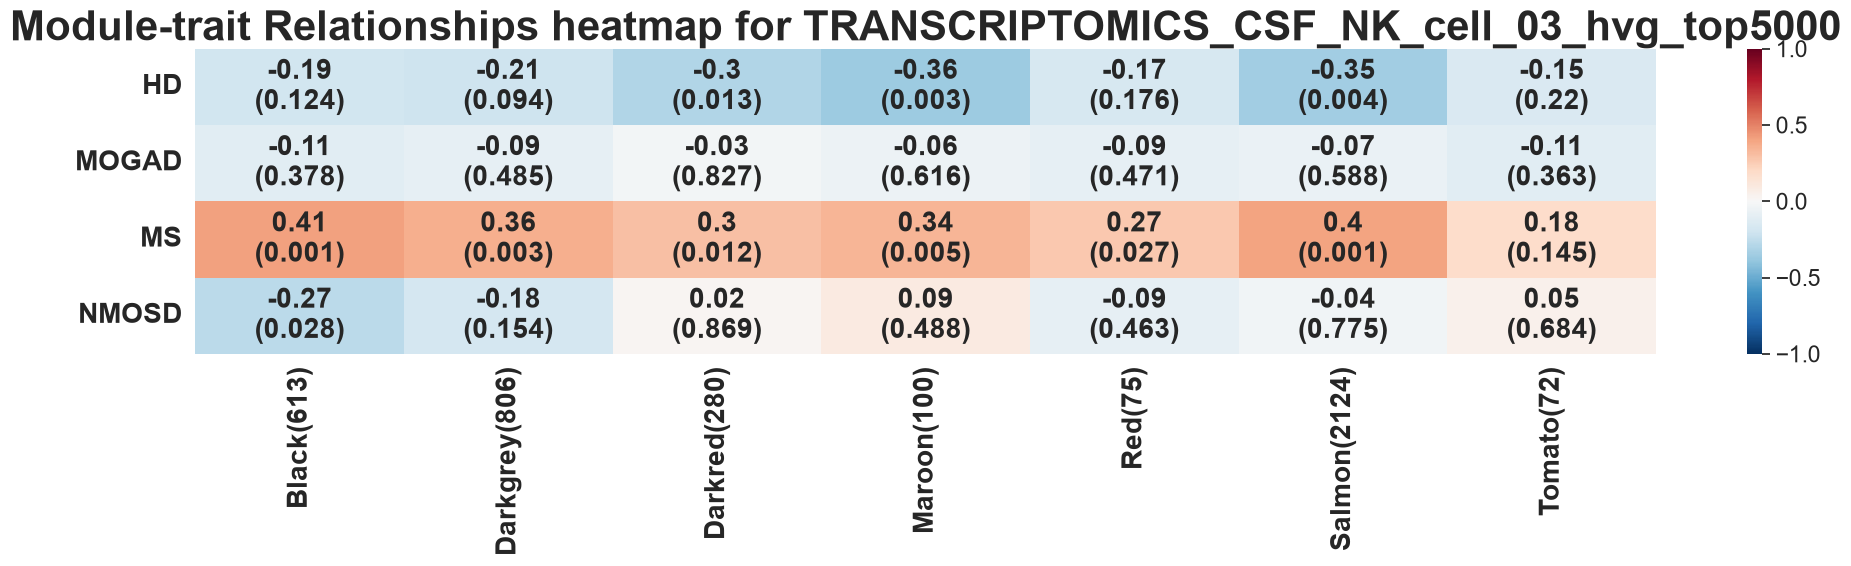 Module-trait Relationships heatmap for TRANSCRIPTOMICS_CSF_NK_cell_03_hvg_top5000
HD
-0.19 -0.21 -0.3 -0.36 -0.17 -0.35 -0.15
(0.124) (0.094) (0.013) (0.003) (0.176) (0.004) (0.22)
MOGAD
-0.11 -0.09 -0.03 -0.06 -0.09 -0.07 -0.11
(0.378) (0.485) (0.827) (0.616) (0.471) (0.588) (0.363)
MS
0.41 0.36 0.3 0.34 0.27 0.4 0.18
(0.001) (0.003) (0.012) (0.005) (0.027) (0.001) (0.145)
NMOSD
-0.27 -0.18 0.02 0.09 -0.09 -0.04 0.05
(0.028) (0.154) (0.869) (0.488) (0.463) (0.775) (0.684)
Black(613)
Darkgrey(806)
Darkred(280)
Maroon(100)
Red(75)
Salmon(2124)
Tomato(72)
1.0
0.5
0.0
−0.5
−1.0